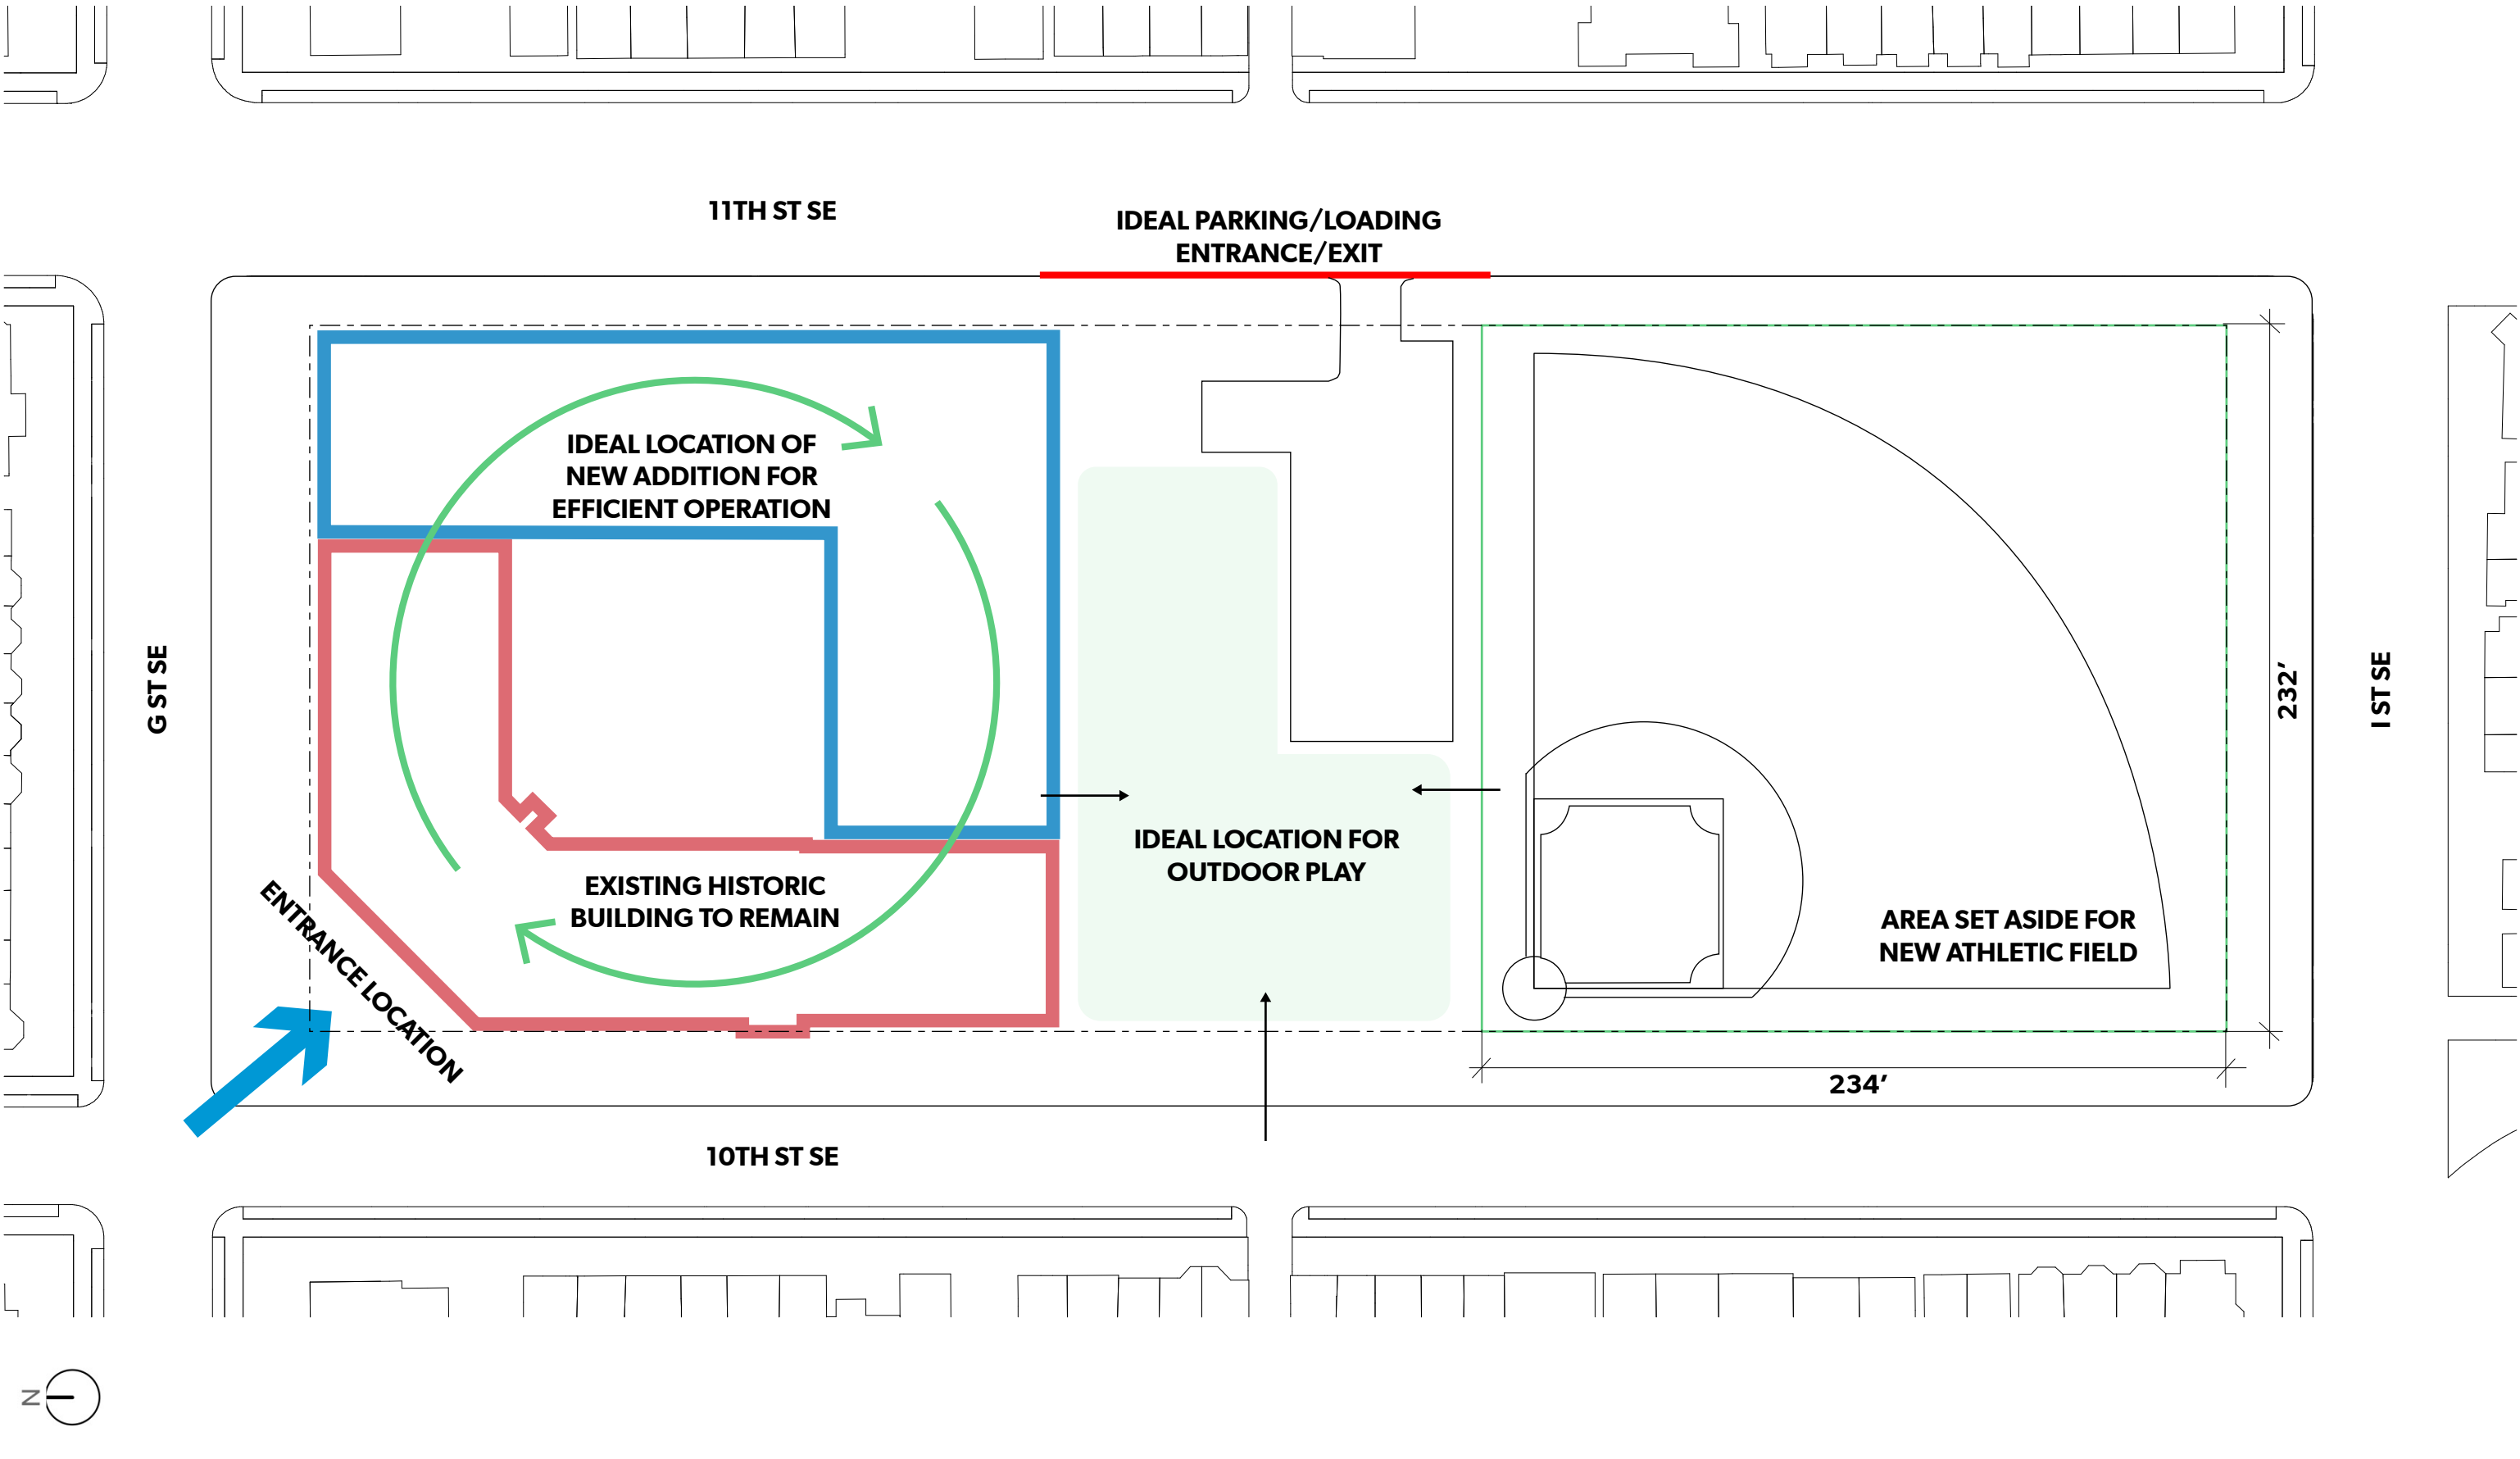 11TH ST SE
IDEAL PARKING/LOADING
ENTRANCE/EXIT
IDEAL LOCATION OF
NEW ADDITION FOR
EFFICIENT OPERATION
G ST SE
I ST SE
232’
IDEAL LOCATION FOR
OUTDOOR PLAY
EXISTING HISTORIC
BUILDING TO REMAIN
AREA SET ASIDE FOR
NEW ATHLETIC FIELD
ENTRANCE LOCATION
234’
10TH ST SE
N